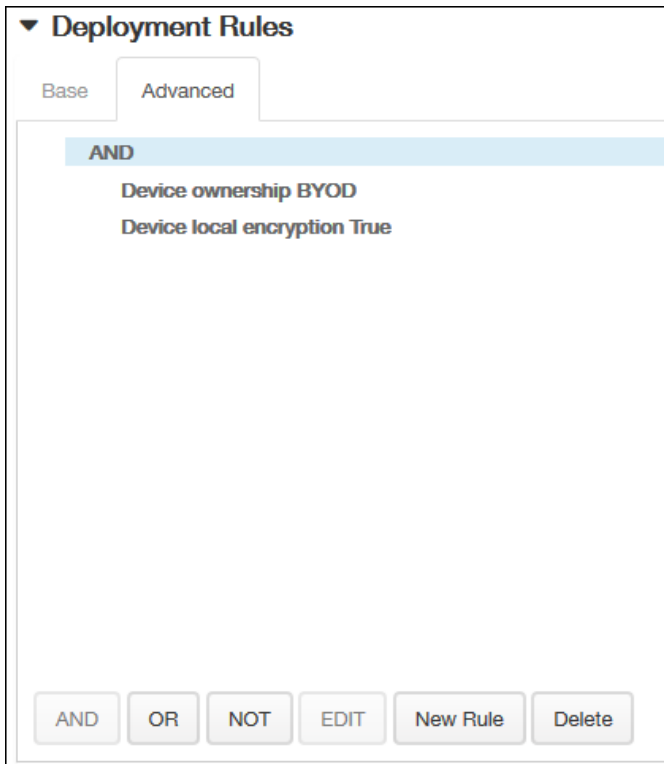 Deployment Rules
Base Advanced
AND
Device ownership BYOD
Device local encryption True
AND OR NOT EDIT New Rule Delete